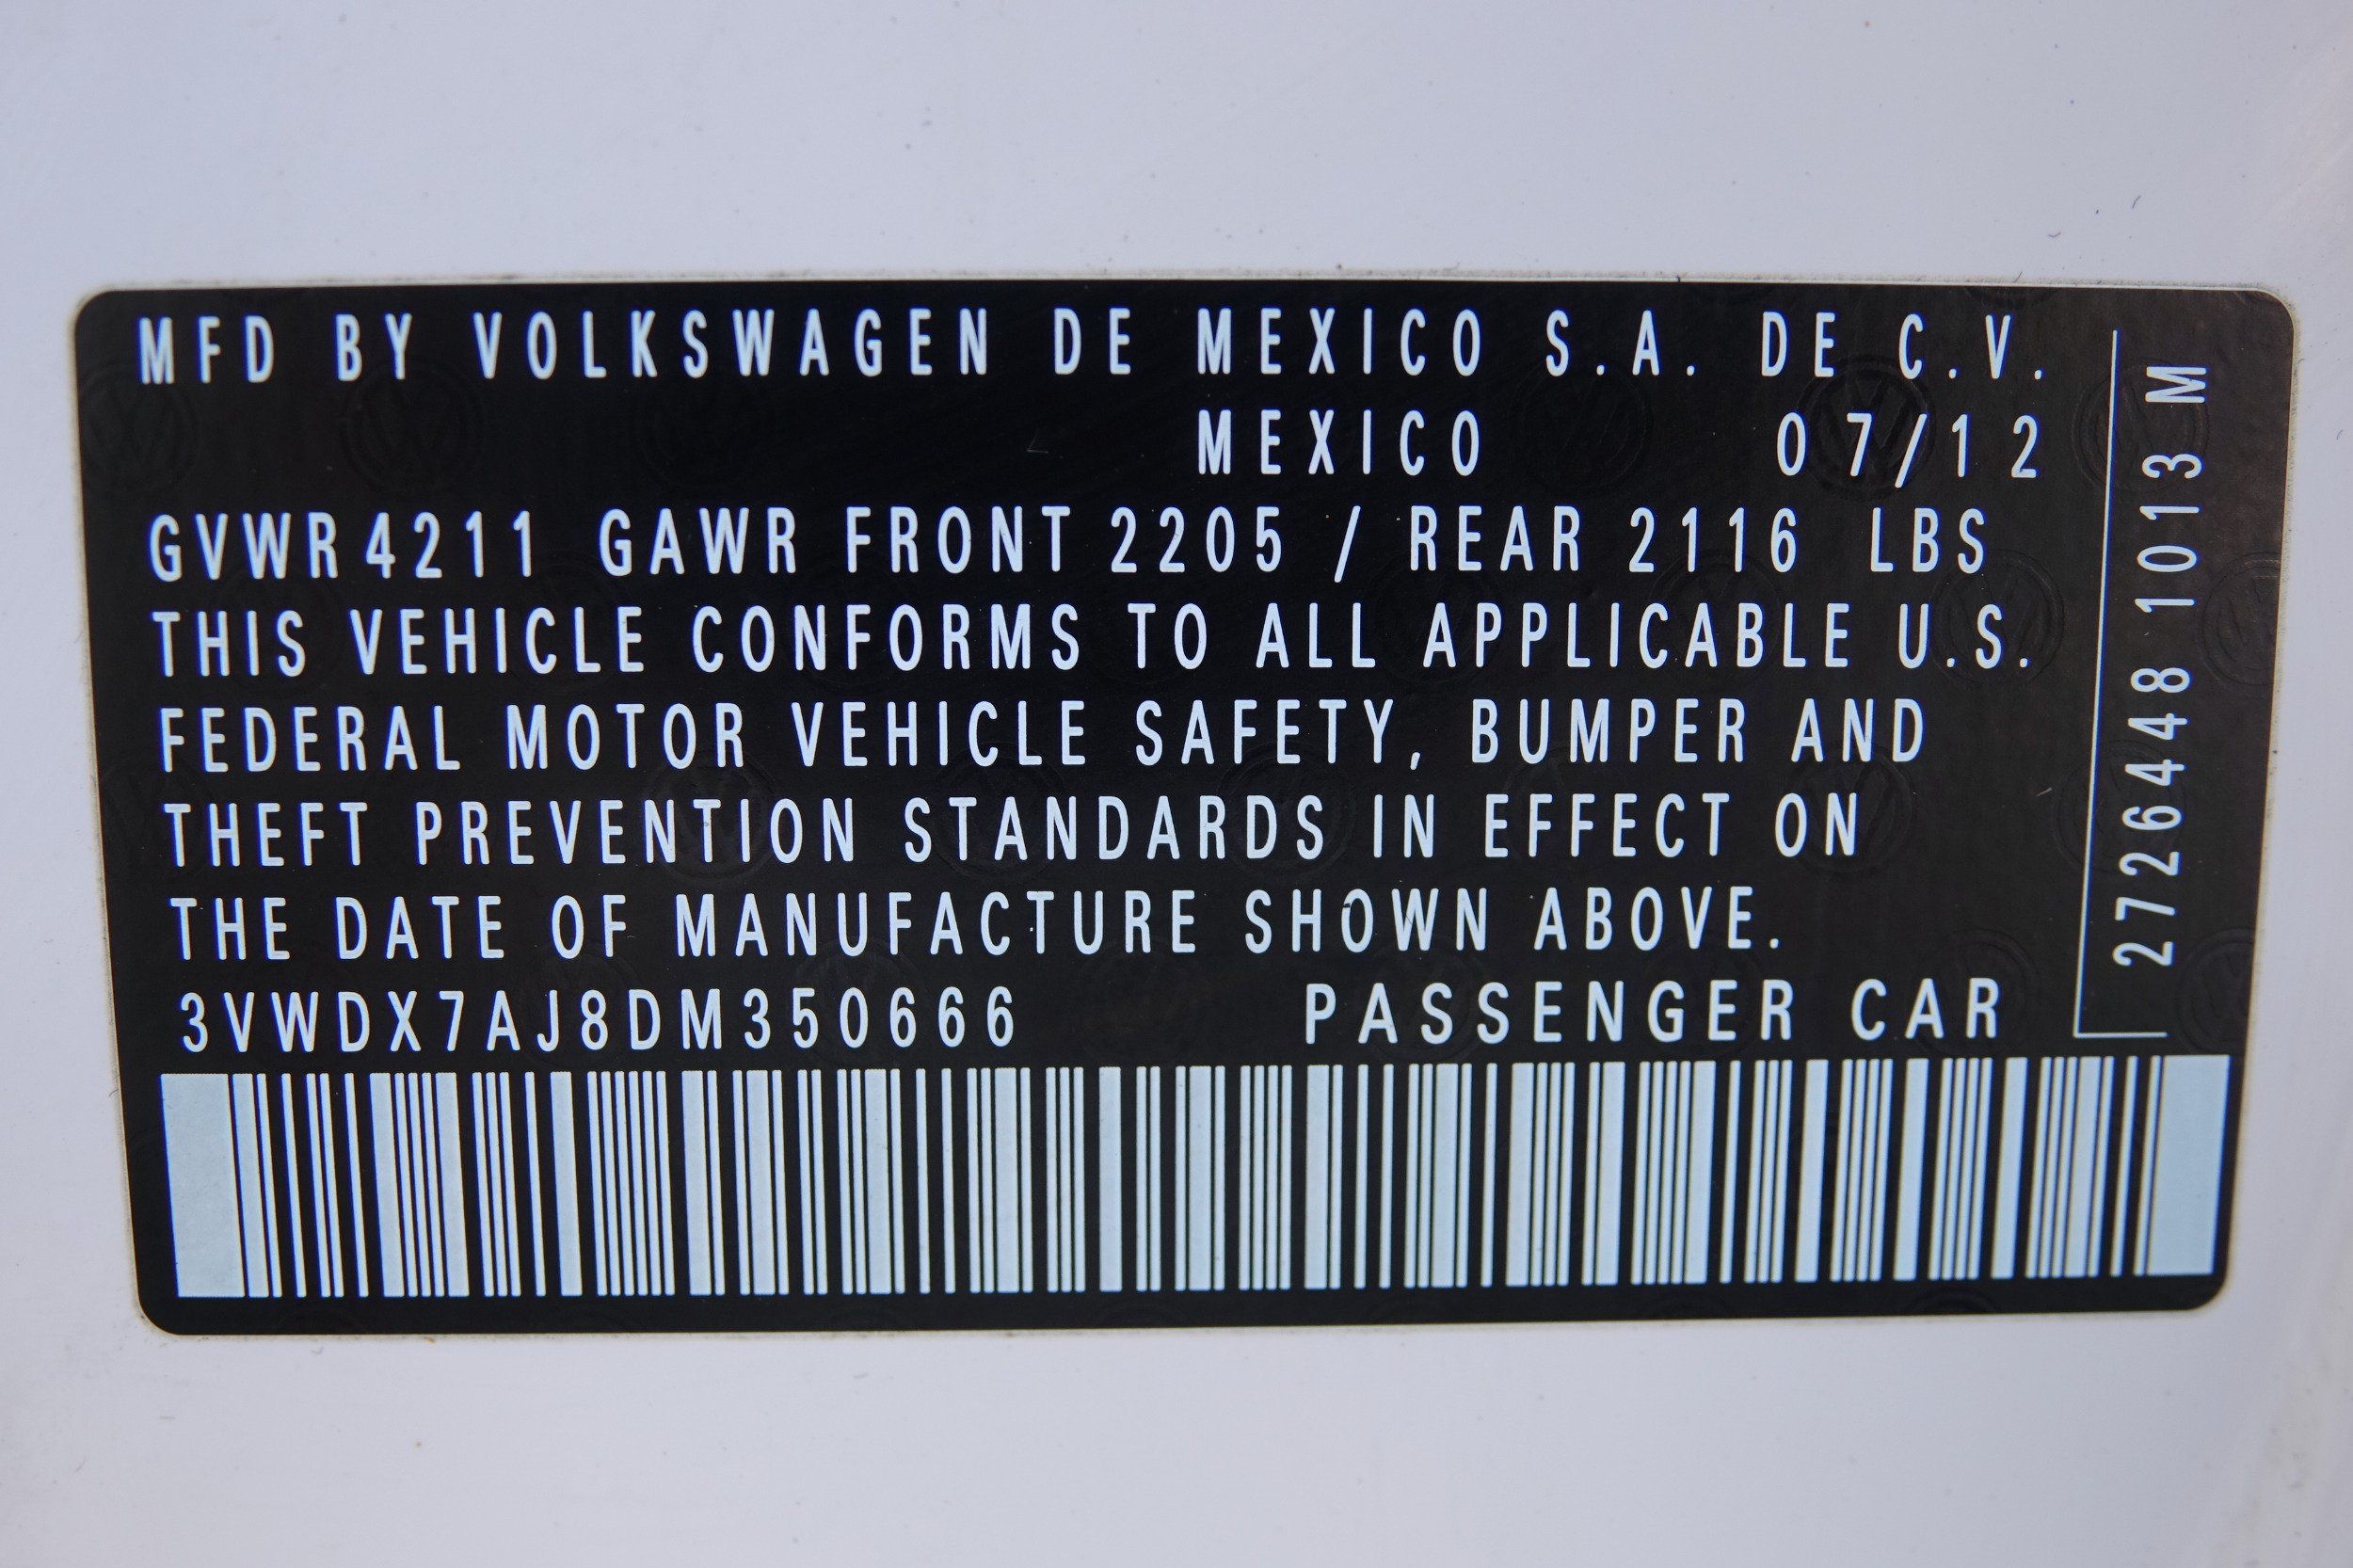 MFD BY VOLKSWAGEN DE MEXICO S.A. DE C.V.
MEXICO 07/12
GVWR4211 GAWR FRONT 2205 / REAR 2116 LBS
THIS VEHICLE CONFORMS TO ALL APPLICABLE U.S.
FEDERAL MOTOR VEHICLE SAFETY, BUMPER AND
THEFT PREVENTION STANDARDS IN EFFECT ON
THE DATE OF MANUFACTURE SHOWN ABOVE.
3VWDX7AJ8DM350666 PASSENGER CAR
2726448 1013 M